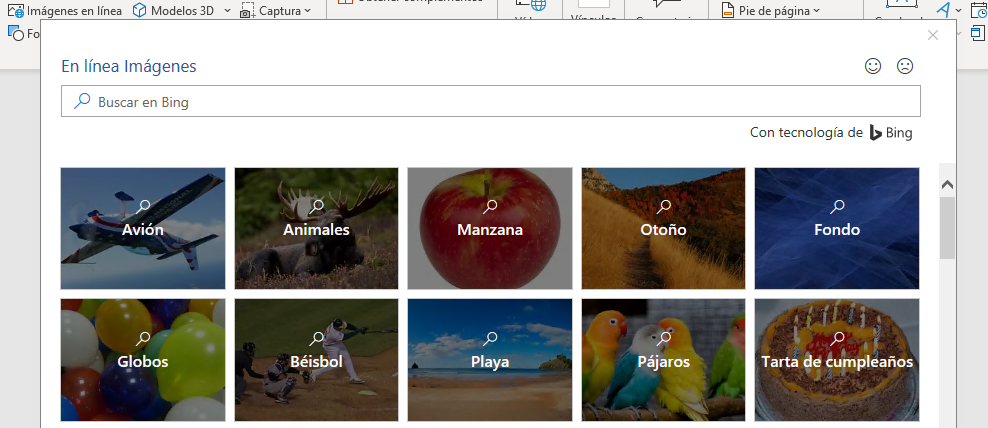 Imágenes en línea
Modelos 3D
Captura
Pie de página
En línea Imágenes
Buscar en Bing
Con tecnología de Bing
Avión
Animales
Manzana
Otoño
Fondo
Globos
Béisbol
Playa
Pájaros
Tarta de cumpleaños